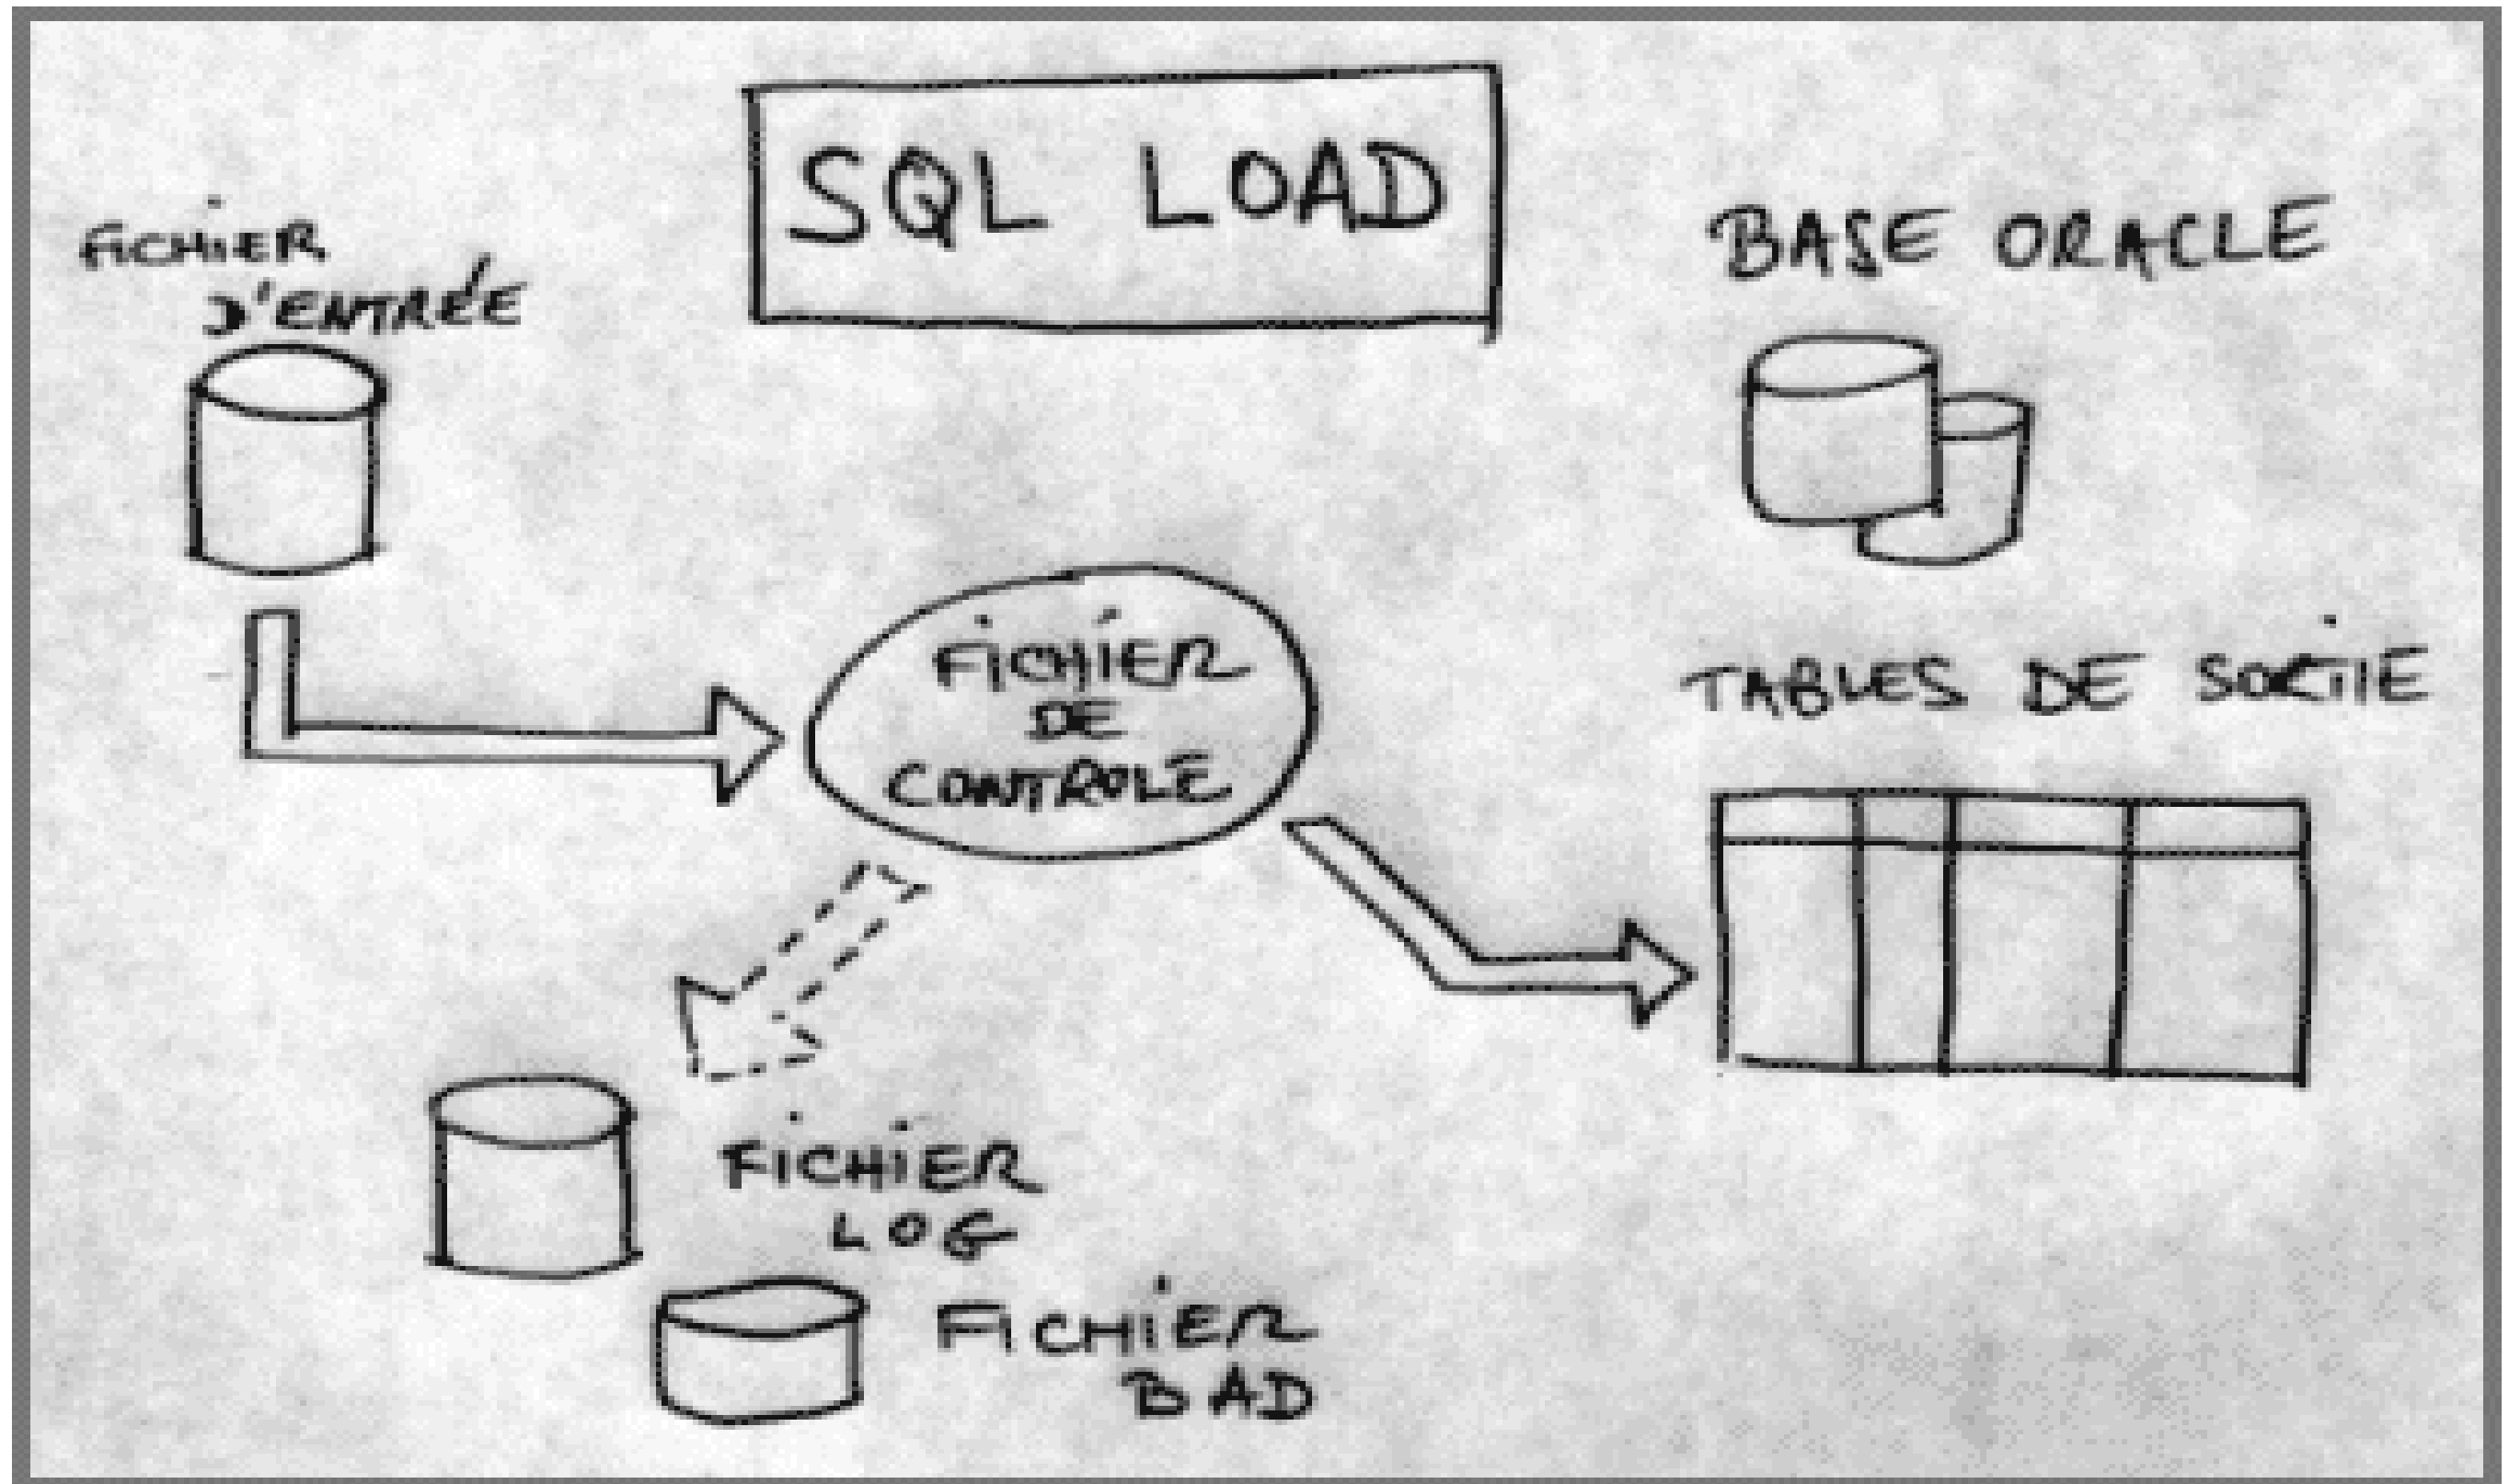 SQL LOAD
FICHIER
D'ENTRÉE
BASE ORACLE
FICHIER
DE
CONTROLE
TABLES DE SORTIE
FICHIER
LOG
FICHIER
BAD